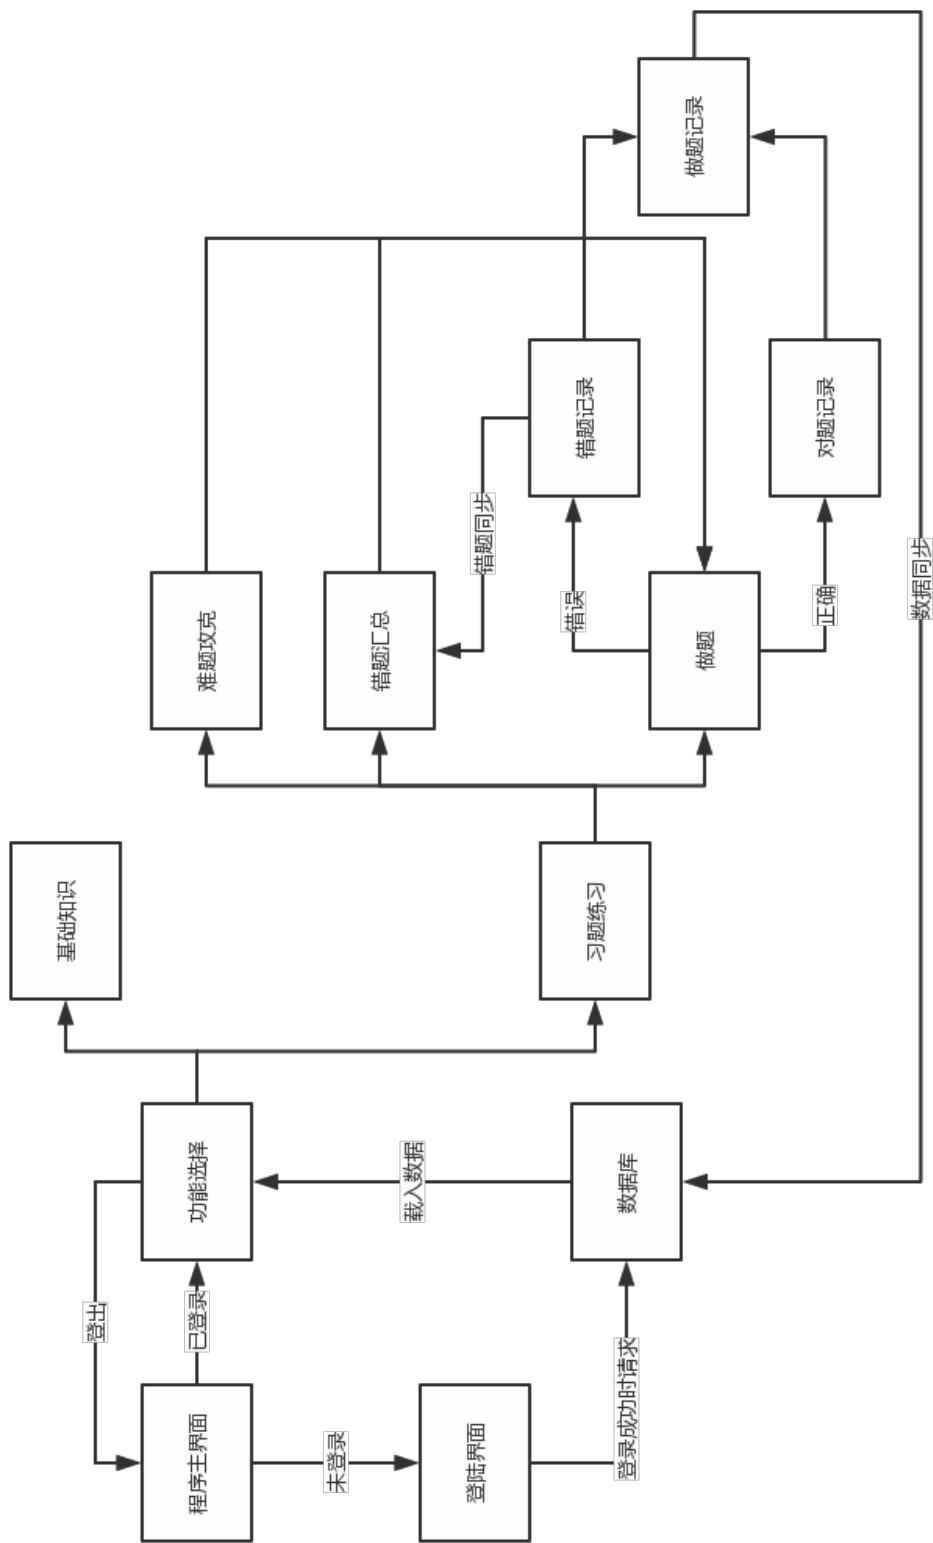 程序主界面
登出
已登录
未登录
功能选择
登陆界面
登录成功时请求
载入数据
数据库
基础知识
习题练习
难题攻克
错题汇总
做题
错题同步
错误
正确
错题记录
对题记录
做题记录
数据同步